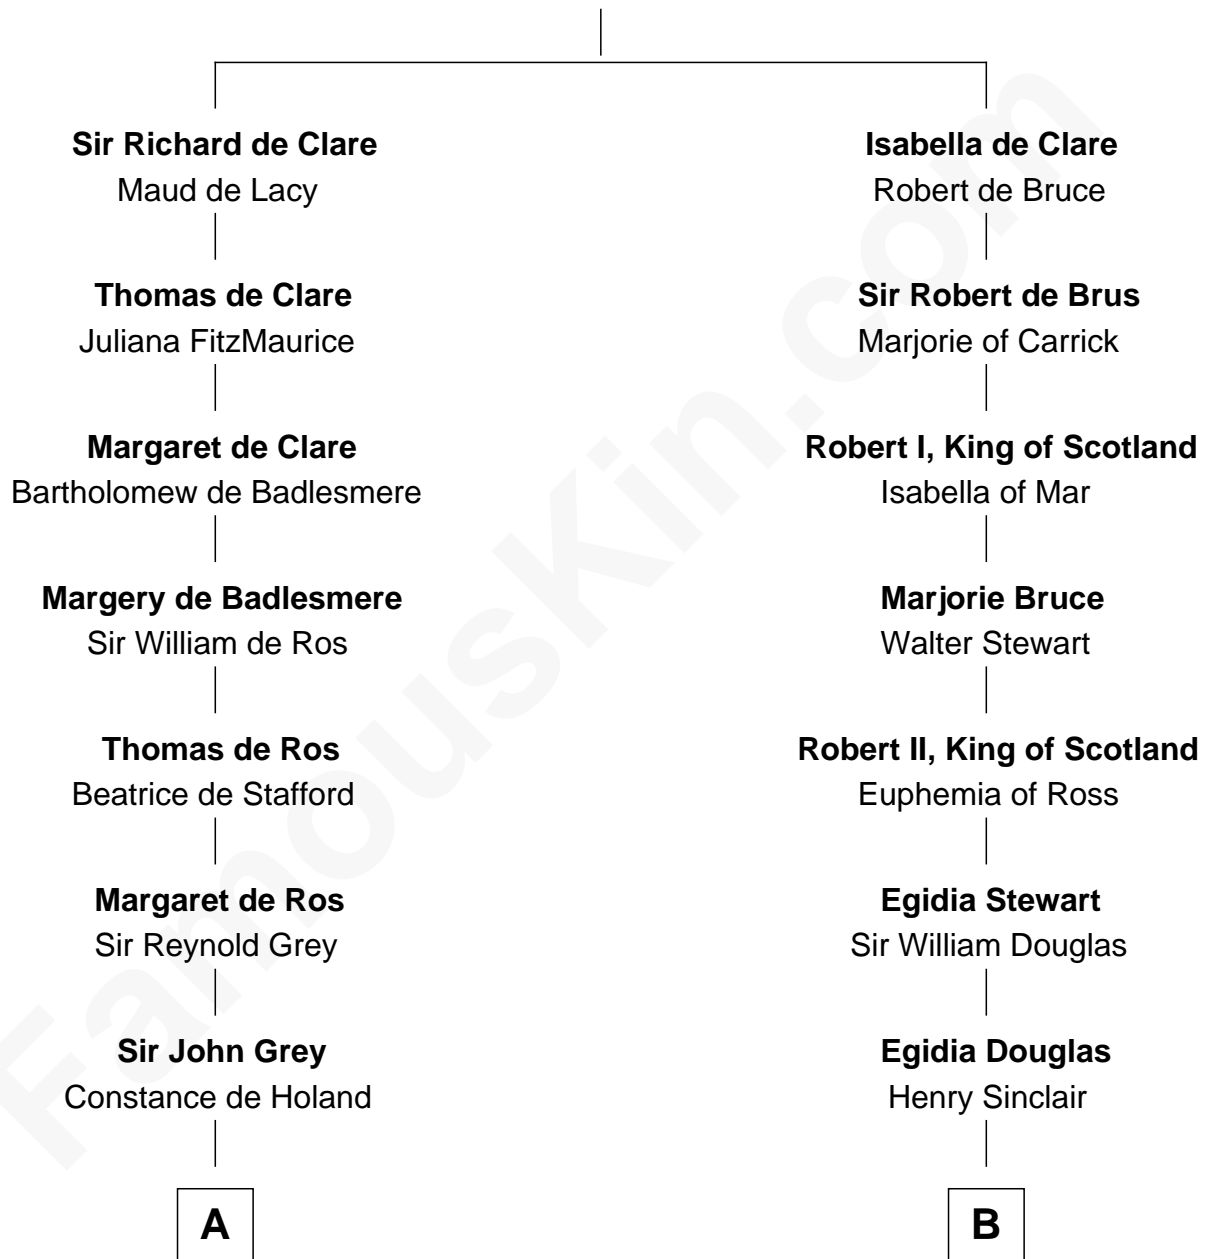 Sir Richard de Clare
Maud de Lacy
Thomas de Clare
Juliana FitzMaurice
Margaret de Clare
Bartholomew de Badlesmere
Margery de Badlesmere
Sir William de Ros
Thomas de Ros
Beatrice de Stafford
Margaret de Ros
Sir Reynold Grey
Sir John Grey
Constance de Holand
A
Isabella de Clare
Robert de Bruce
Sir Robert de Brus
Marjorie of Carrick
Robert I, King of Scotland
Isabella of Mar
Marjorie Bruce
Walter Stewart
Robert II, King of Scotland
Euphemia of Ross
Egidia Stewart
Sir William Douglas
Egidia Douglas
Henry Sinclair
B
FamousKin.com